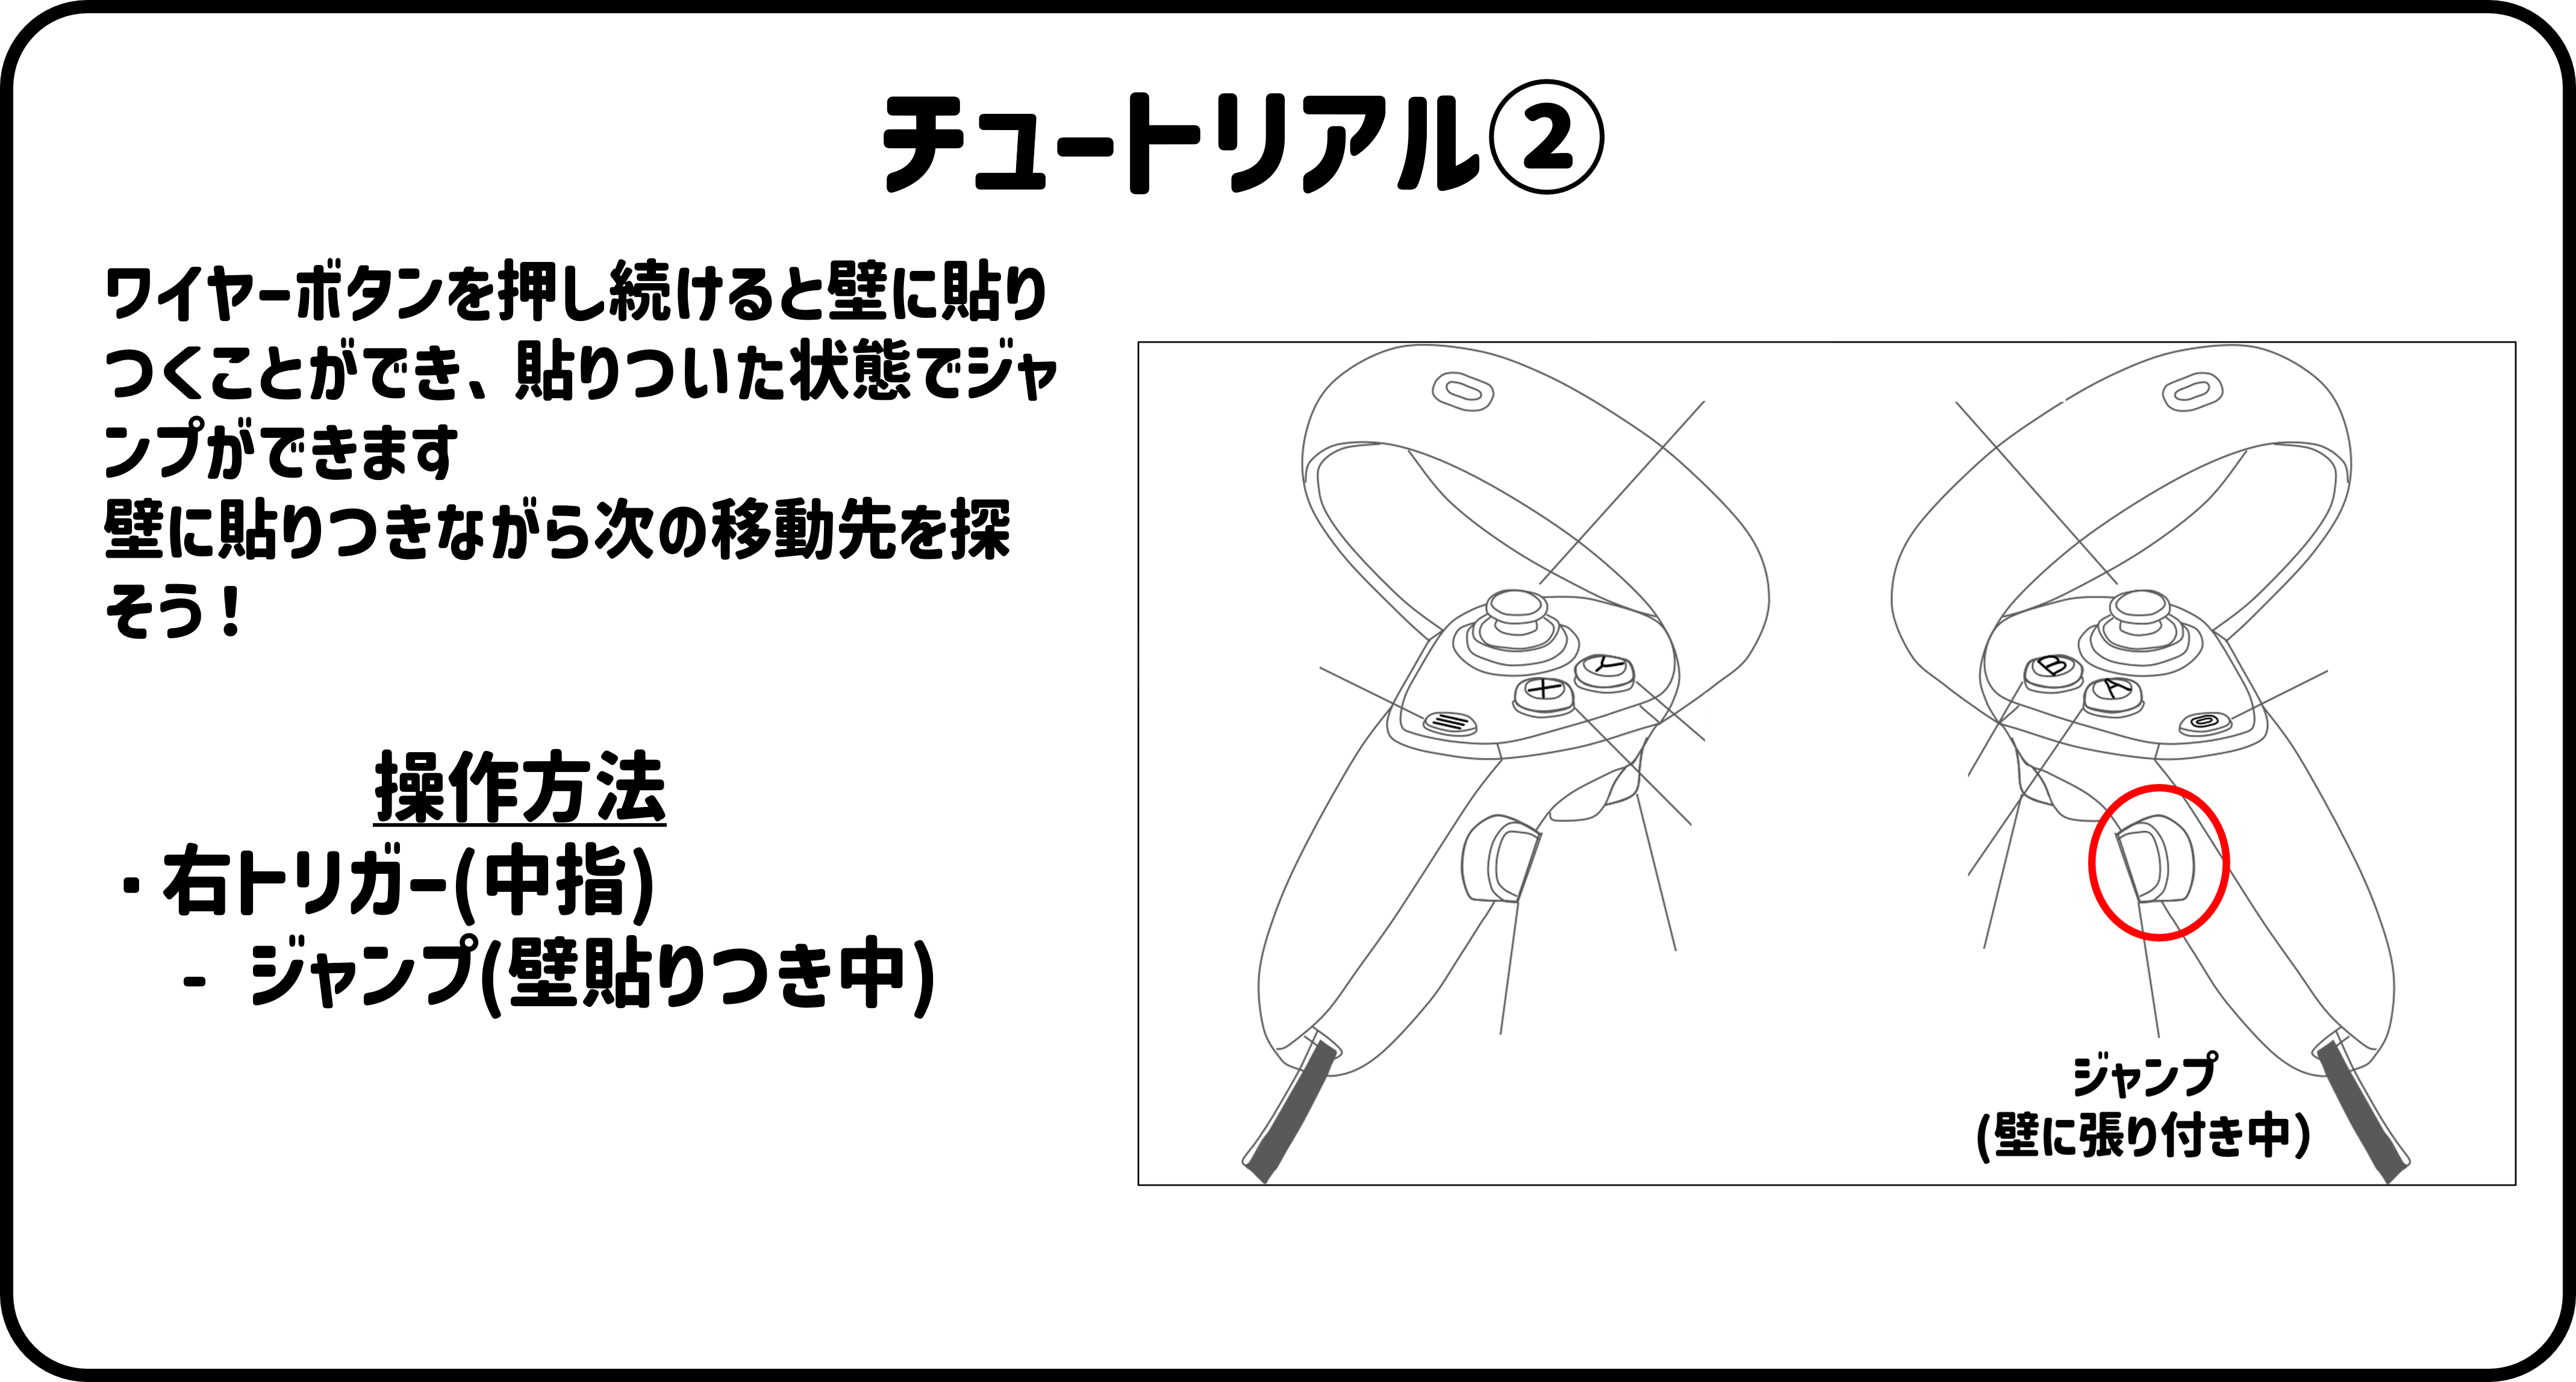 チュートリアル②
ワイヤーボタンを押し続けると壁に貼り
つくことができ、貼りついた状態でジャ
ンプができます
壁に貼りつきながら次の移動先を探
そう！
操作方法
・右トリガー(中指)
- ジャンプ(壁貼りつき中)
Y
X
B
A
ジャンプ
(壁に張り付き中)